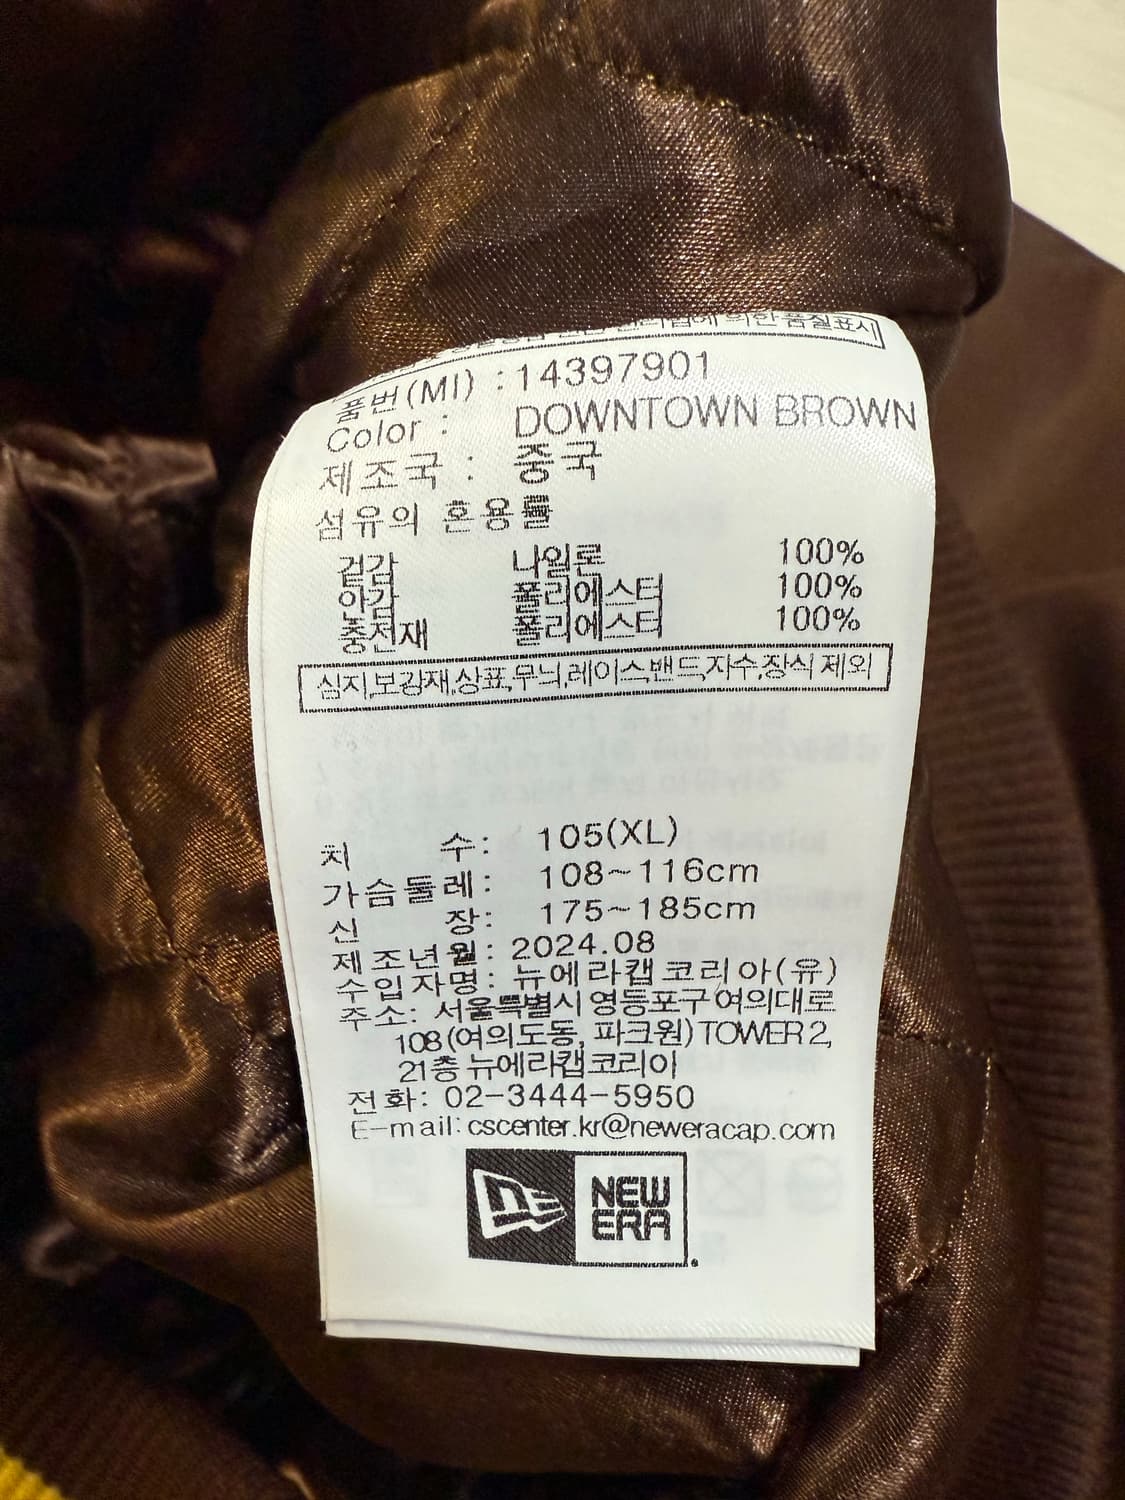 의한 품질표시
품번(MI) : 14397901
Color : DOWNTOWN BROWN
제조국 : 중국
섬유의 혼용률
겉감 나일론 100%
안감 폴리에스터 100%
충전재 폴리에스터 100%
심지,보강재,상표,무늬,레이스밴드,자수,장식 제외
치 수: 105(XL)
가슴둘레: 108~116cm
신 장: 175~185cm
제조년월: 2024.08
수입자명: 뉴에라캡코리아(유)
주소: 서울특별시 영등포구 여의대로
108 (여의도동, 파크원) TOWER 2,
21층 뉴에라캡코리아
전화: 02-3444-5950
E-mail: cscenter.kr@neweracap.com
NEW
ERA